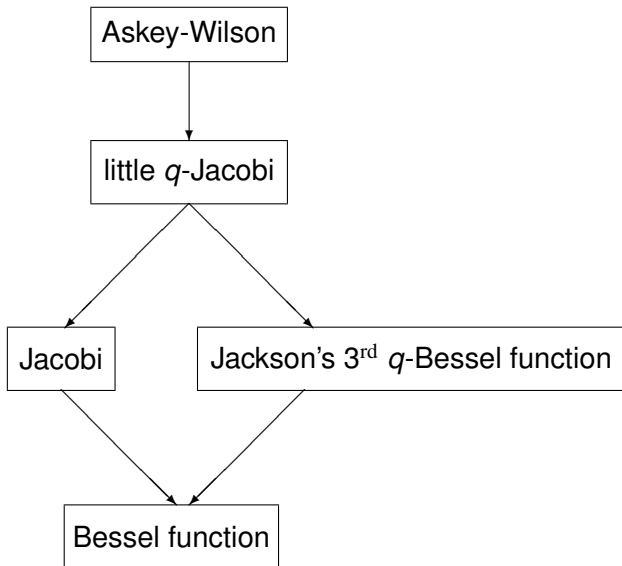 Askey-Wilson
little q-Jacobi
Jacobi
Jackson's 3rd q-Bessel function
Bessel function